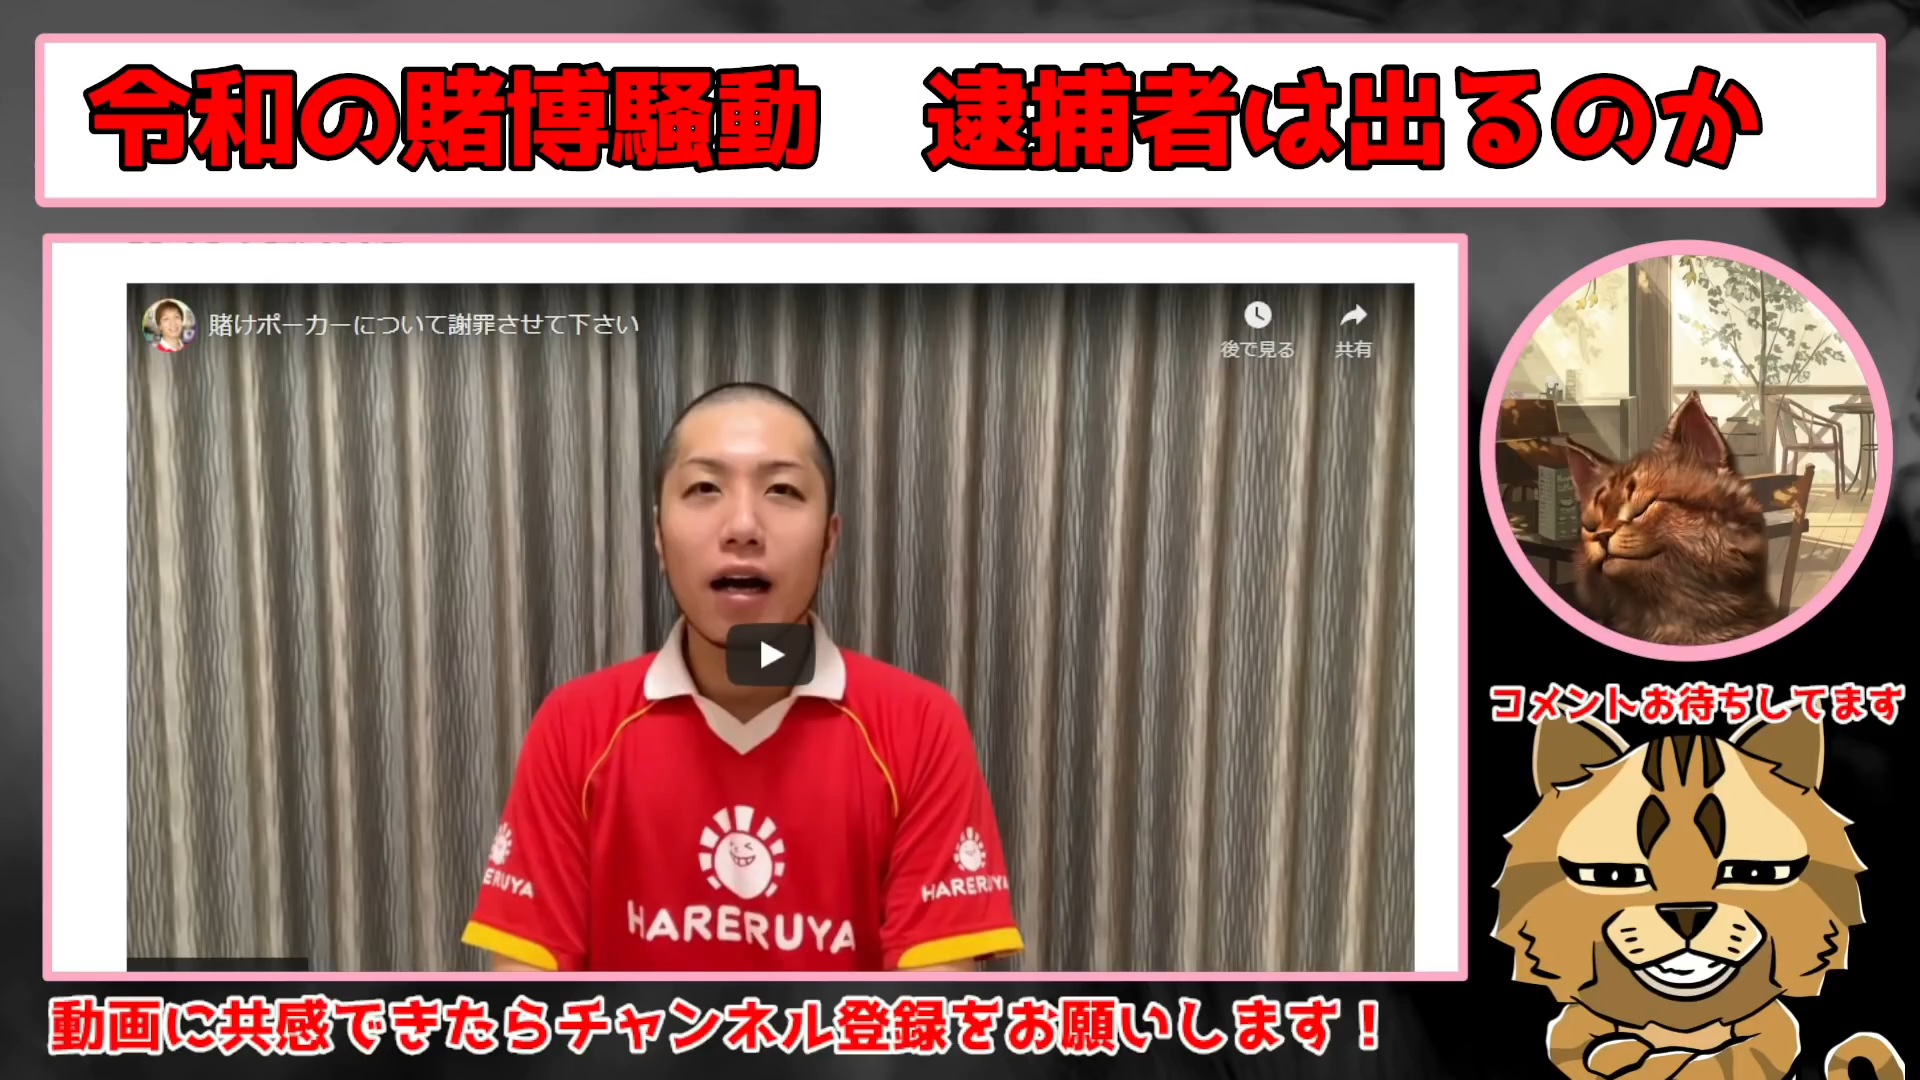 令和の賭博騒動 逮捕者は出るのか
賭けポーカーについて謝罪させて下さい
後で見る
共有
コメントお待ちしてます
ERUYA
HARERUYA
HARERUYA
動画に共感できたらチャンネル登録をお願いします！